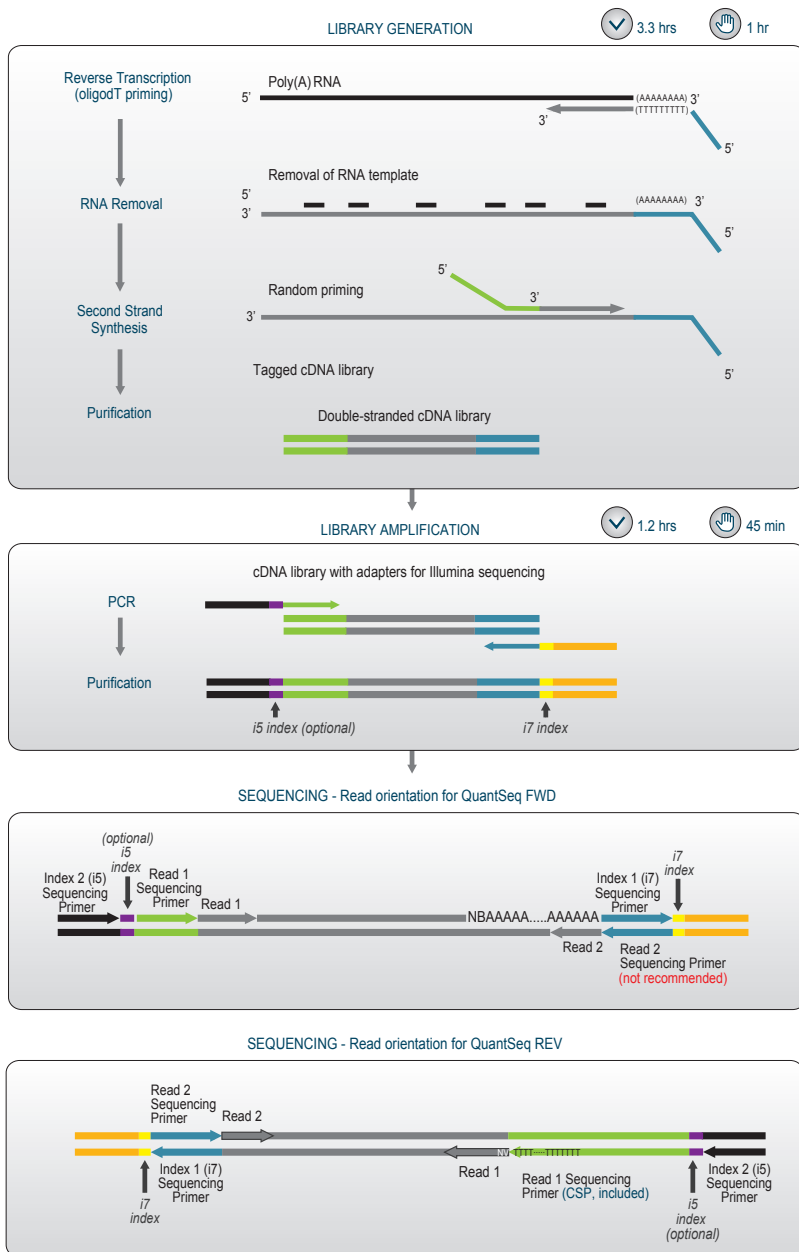 LIBRARY GENERATION
3.3 hrs
1 hr
Reverse Transcription
(oligodT priming)
Poly(A) RNA
5'
(AAAAAAAA)
3'
3'
(TTTTTTTTT)
5'
Removal of RNA template
RNA Removal
5'
3'
(AAAAAAAA)
3'
5'
5'
Random priming
3'
Second Strand
Synthesis
3'
5'
Tagged cDNA library
Purification
Double-stranded cDNA library
LIBRARY AMPLIFICATION
1.2 hrs
45 min
cDNA library with adapters for Illumina sequencing
PCR
Purification
i5 index (optional)
i7 index
SEQUENCING - Read orientation for QuantSeq FWD
(optional)
i5
index
Index 2 (i5)
Sequencing
Primer
Read 1
Sequencing
Primer
Read 1
Index 1 (i7)
Sequencing
Primer
i7
index
NBAAAAA.....AAAAAA
Read 2
Read 2
Sequencing Primer
(not recommended)
SEQUENCING - Read orientation for QuantSeq REV
Read 2
Sequencing
Primer
Read 2
NV
Index 1 (i7)
Sequencing
Primer
i7
index
Read 1
Read 1 Sequencing
Primer (CSP, included)
Index 2 (i5)
Sequencing
Primer
i5
index
(optional)